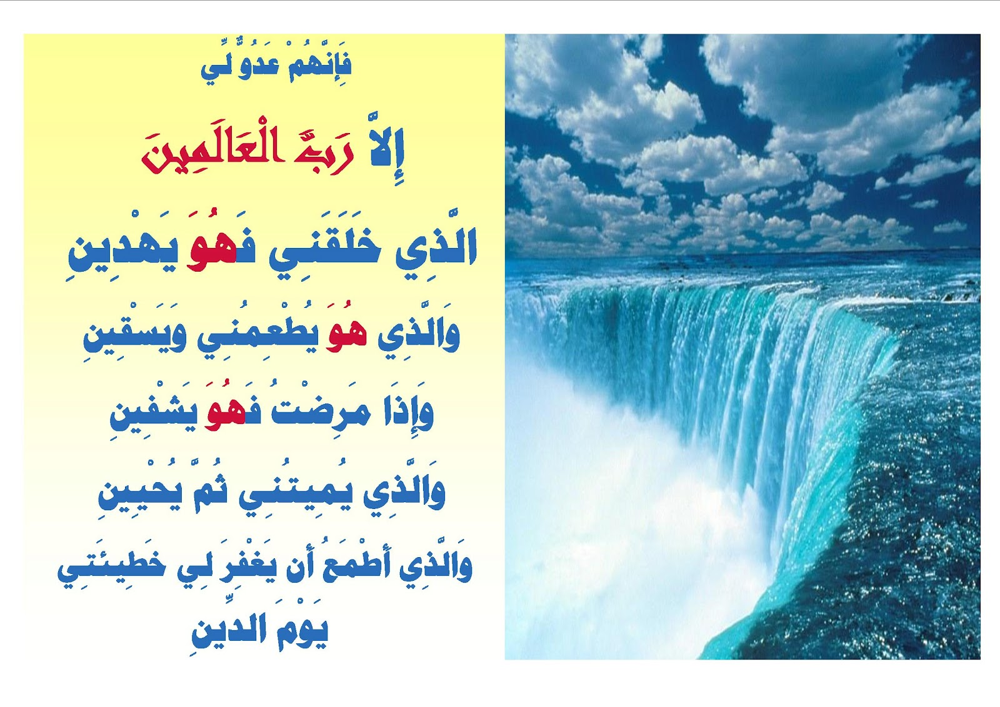 فَإِنَّهُمْ عَدُوٌّ لِّي
إِلاَّ رَبَّ الْعَالَمِينَ
الَّذِي خَلَقَنِي فَهُوَ يَهْدِينِ
وَالَّذِي هُوَ يُطْعِمُنِي وَيَسْقِينِ
وَإِذَا مَرِضْتُ فَهُوَ يَشْفِينِ
وَالَّذِي يُمِيتُنِي ثُمَّ يُحْيِينِ
وَالَّذِي أَطْمَعُ أَن يَغْفِرَ لِي خَطِيئَتِي
يَوْمَ الدِّينِ